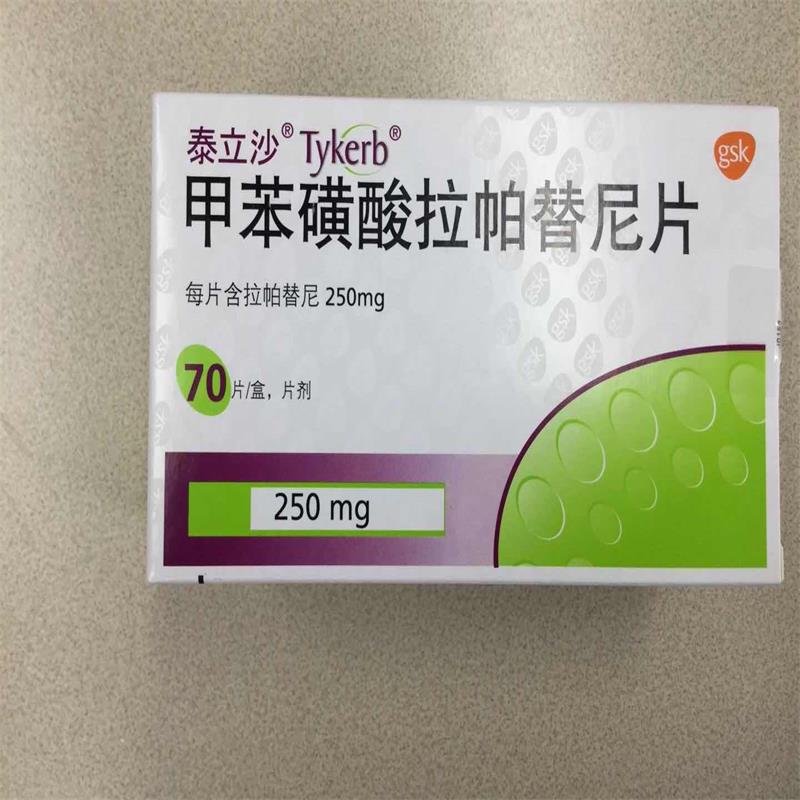 泰立沙® Tykerb®
gsk
甲苯磺酸拉帕替尼片
每片含拉帕替尼 250mg
70片/盒，片剂
250 mg